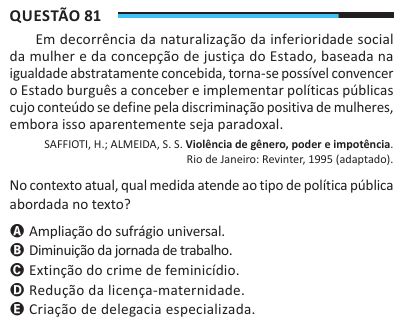 QUESTÃO 81
Em decorrência da naturalização da inferioridade social
da mulher e da concepção de justiça do Estado, baseada na
igualdade abstratamente concebida, torna-se possível convencer
o Estado burguês a conceber e implementar políticas públicas
cujo conteúdo se define pela discriminação positiva de mulheres,
embora isso aparentemente seja paradoxal.
SAFFIOTI, H.; ALMEIDA, S. S. Violência de gênero, poder e impotência.
Rio de Janeiro: Revinter, 1995 (adaptado).
No contexto atual, qual medida atende ao tipo de política pública
abordada no texto?
A Ampliação do sufrágio universal.
B Diminuição da jornada de trabalho.
C Extinção do crime de feminicídio.
D Redução da licença-maternidade.
E Criação de delegacia especializada.